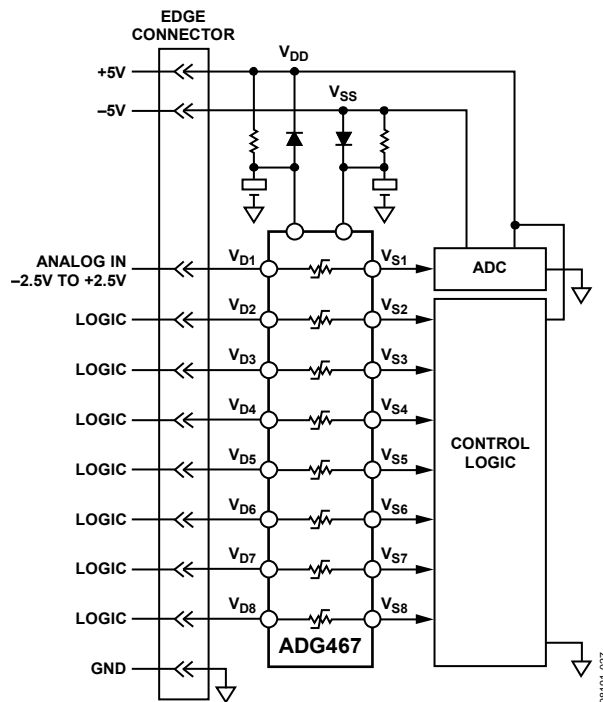 EDGE
CONNECTOR
VDD
+5V
VSS
–5V
ANALOG IN
–2.5V TO +2.5V
VD1
VS1
ADC
LOGIC
VD2
VS2
LOGIC
VD3
VS3
LOGIC
VD4
VS4
CONTROL
LOGIC
LOGIC
VD5
VS5
LOGIC
VD6
VS6
LOGIC
VD7
VS7
LOGIC
VD8
VS8
ADG467
GND